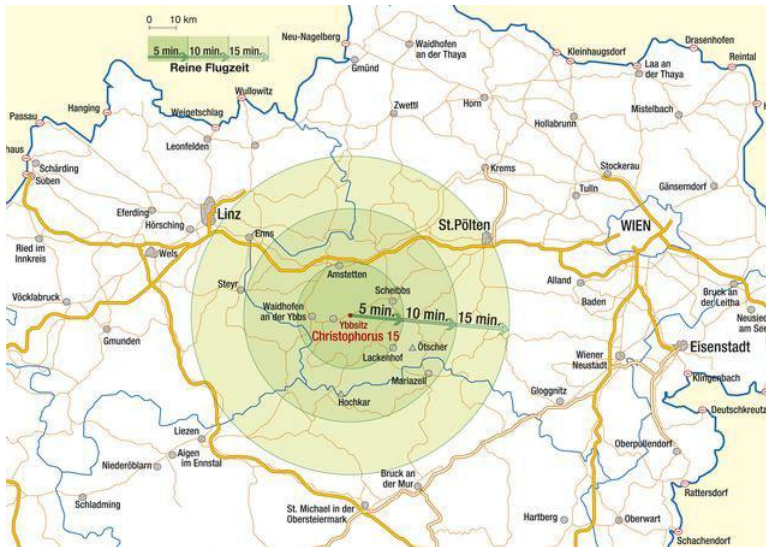 0 10 km
5 min. 10 min. 15 min.
Reine Flugzeit
Neu-Nagelberg
Waidhofen
an der Thaya
Gmünd
Kleinhaugsdorf
Drasenhofen
Laa an
der Thaya
Reintal
Passau
Hanging
Weigetschlag
Wullowitz
Zwettl
Horn
Hollabrunn
Mistelbach
haus
Schärding
Suben
Leonfelden
Krems
Stockerau
Tulln
Gänserndorf
Eferding
Linz
Hörsching
Enns
St.Pölten
WIEN
Ried im
Innkreis
Wels
Amstetten
Steyr
Scheibbs
Alland
Baden
Bruck an
der Leitha
Vöcklabruck
Waidhofen
an der Ybbs
Ybbsitz
Christophorus 15
5 min. 10 min. 15 min.
Neusied
am See
Gmunden
Lackenhof
Ötscher
Wiener
Neustadt
Eisenstadt
Mariazell
Hochkar
Gloggnitz
Klingenbach
Deutschkreutz
Liezen
Aigen
im Ennstal
Niederöblarn
Oberpullendorf
Schladming
Bruck an
der Mur
St. Michael in der
Obersteiermark
Rattersdorf
Hartberg
Oberwart
Schachendorf